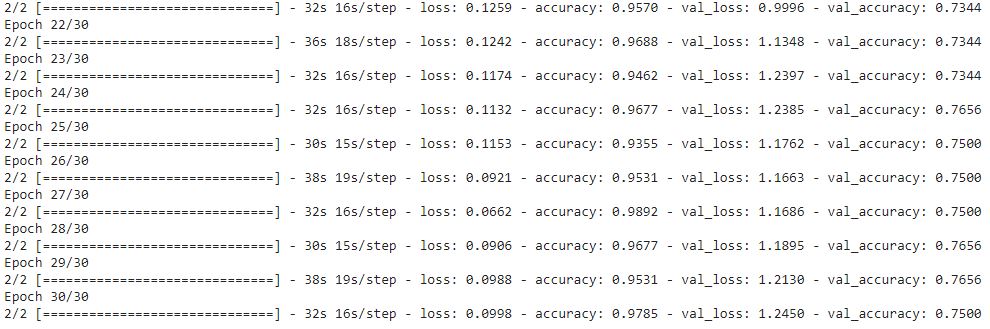 2/2 [==============================] - 32s 16s/step - loss: 0.1259 - accuracy: 0.9570 - val_loss: 0.9996 - val_accuracy: 0.7344
Epoch 22/30
2/2 [==============================] - 36s 18s/step - loss: 0.1242 - accuracy: 0.9688 - val_loss: 1.1348 - val_accuracy: 0.7344
Epoch 23/30
2/2 [==============================] - 32s 16s/step - loss: 0.1174 - accuracy: 0.9462 - val_loss: 1.2397 - val_accuracy: 0.7344
Epoch 24/30
2/2 [==============================] - 32s 16s/step - loss: 0.1132 - accuracy: 0.9677 - val_loss: 1.2385 - val_accuracy: 0.7656
Epoch 25/30
2/2 [==============================] - 30s 15s/step - loss: 0.1153 - accuracy: 0.9355 - val_loss: 1.1762 - val_accuracy: 0.7500
Epoch 26/30
2/2 [==============================] - 38s 19s/step - loss: 0.0921 - accuracy: 0.9531 - val_loss: 1.1663 - val_accuracy: 0.7500
Epoch 27/30
2/2 [==============================] - 32s 16s/step - loss: 0.0662 - accuracy: 0.9892 - val_loss: 1.1686 - val_accuracy: 0.7500
Epoch 28/30
2/2 [==============================] - 30s 15s/step - loss: 0.0906 - accuracy: 0.9677 - val_loss: 1.1895 - val_accuracy: 0.7656
Epoch 29/30
2/2 [==============================] - 38s 19s/step - loss: 0.0988 - accuracy: 0.9531 - val_loss: 1.2130 - val_accuracy: 0.7656
Epoch 30/30
2/2 [==============================] - 32s 16s/step - loss: 0.0998 - accuracy: 0.9785 - val_loss: 1.2450 - val_accuracy: 0.7500